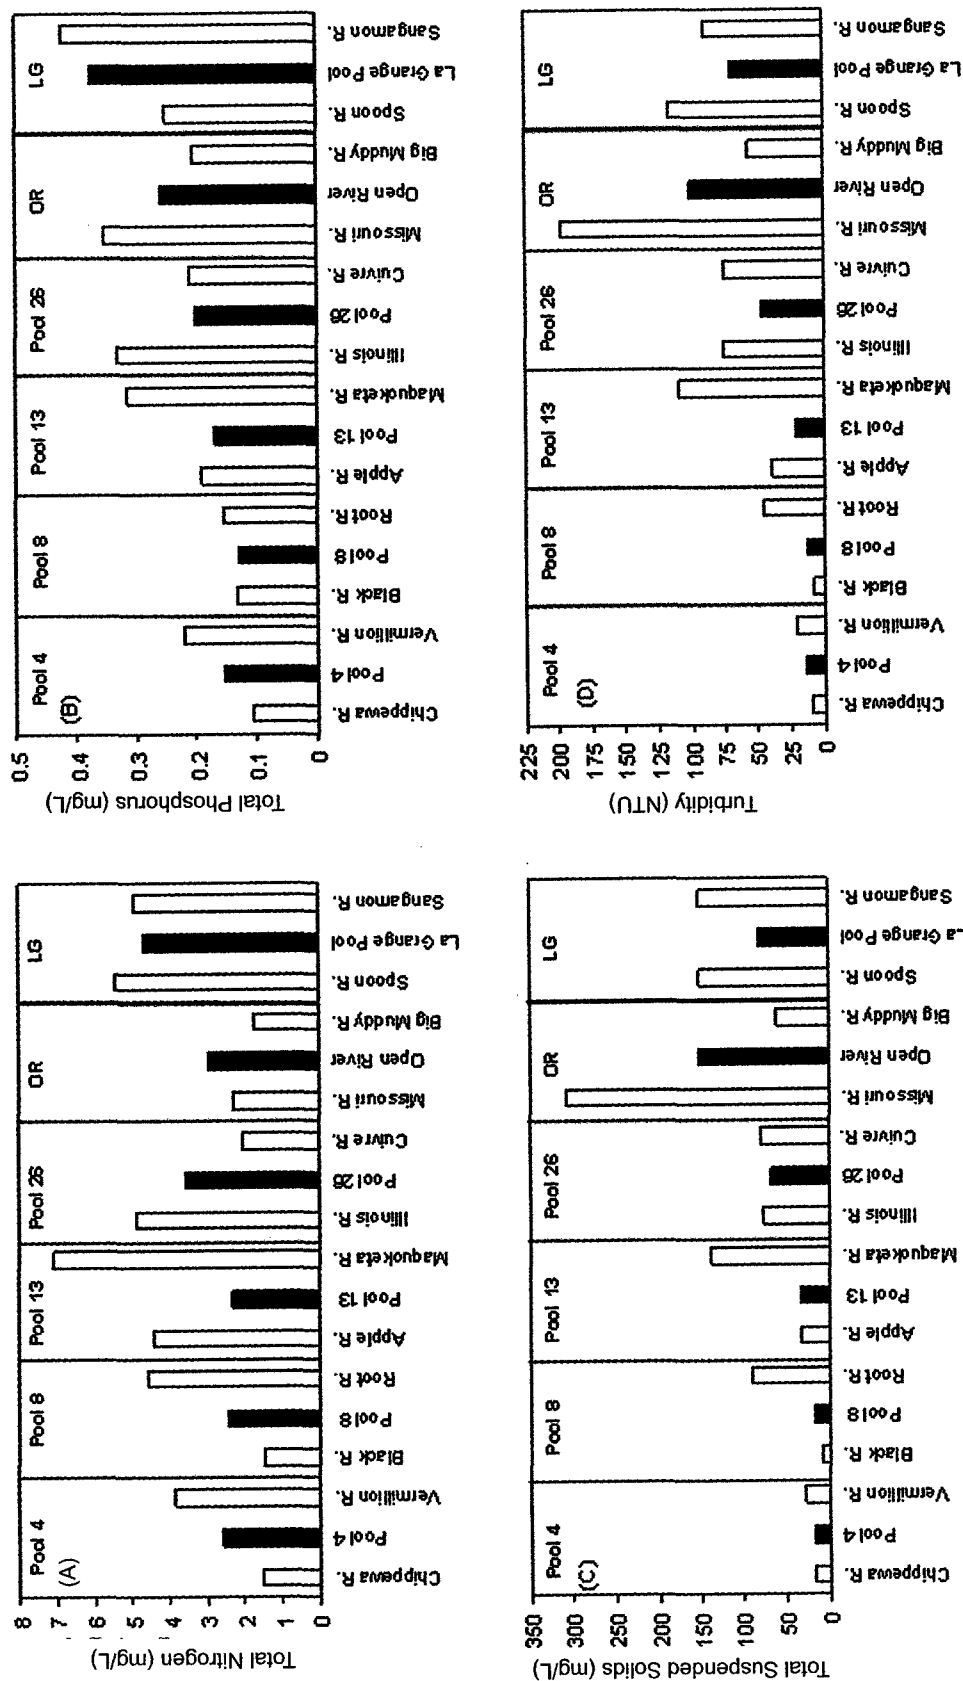 Total Nitrogen (mg/L)
8
7
6
5
4
3
2
1
0
(A)
Pool 4
Pool 8
Pool 13
Pool 26
OR
LG
Chippewa R.
Pool 4
Vermillion R.
Black R.
Pool 8
Root R.
Apple R.
Pool 13
Maquoketa R.
Illinois R.
Pool 26
Cuivre R.
Missouri R.
Open River
Big Muddy R.
Spoon R.
La Grange Pool
Sangamon R.
Total Phosphorus (mg/L)
0.5
0.4
0.3
0.2
0.1
0
(B)
Pool 4
Pool 8
Pool 13
Pool 26
OR
LG
Chippewa R.
Pool 4
Vermillion R.
Black R.
Pool 8
Root R.
Apple R.
Pool 13
Maquoketa R.
Illinois R.
Pool 26
Cuivre R.
Missouri R.
Open River
Big Muddy R.
Spoon R.
La Grange Pool
Sangamon R.
Total Suspended Solids (mg/L)
350
300
250
200
150
100
50
0
(C)
Pool 4
Pool 8
Pool 13
Pool 26
OR
LG
Chippewa R.
Pool 4
Vermillion R.
Black R.
Pool 8
Root R.
Apple R.
Pool 13
Maquoketa R.
Illinois R.
Pool 26
Cuivre R.
Missouri R.
Open River
Big Muddy R.
Spoon R.
La Grange Pool
Sangamon R.
Turbidity (NTU)
225
200
175
150
125
100
75
50
25
0
(D)
Pool 4
Pool 8
Pool 13
Pool 26
OR
LG
Chippewa R.
Pool 4
Vermillion R.
Black R.
Pool 8
Root R.
Apple R.
Pool 13
Maquoketa R.
Illinois R.
Pool 26
Cuivre R.
Missouri R.
Open River
Big Muddy R.
Spoon R.
La Grange Pool
Sangamon R.